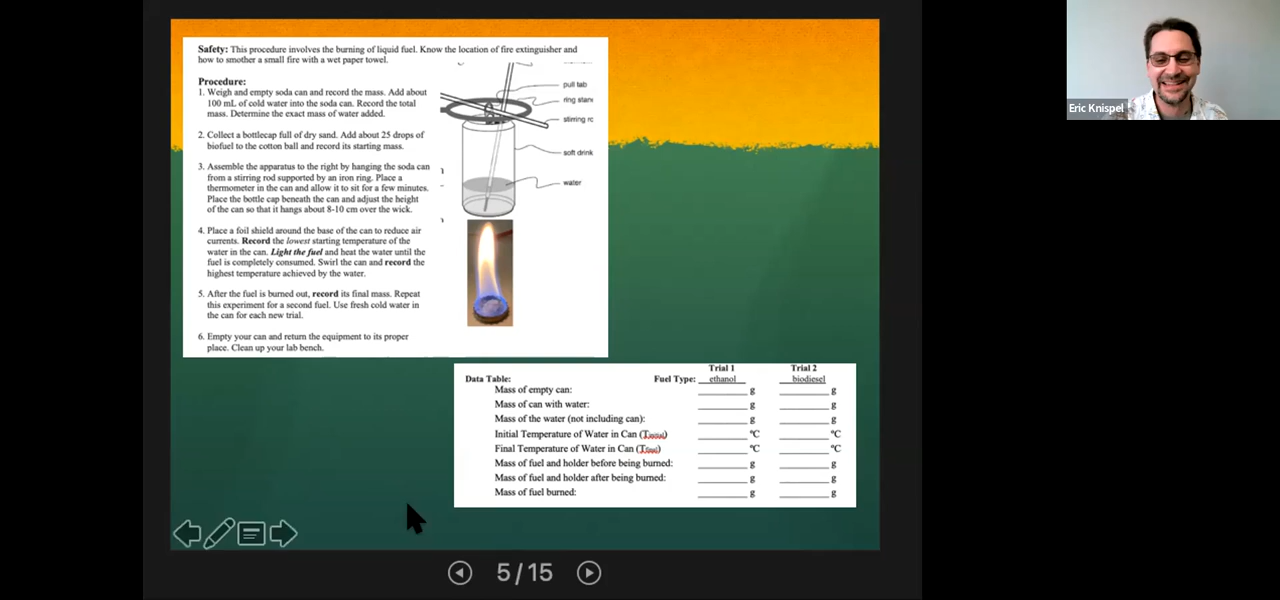 Safety: This procedure involves the burning of liquid fuel. Know the location of fire extinguisher and
how to smother a small fire with a wet paper towel.
Procedure:
1. Weigh and empty soda can and record the mass. Add about
100 mL of cold water into the soda can. Record the total
mass. Determine the exact mass of water added.
2. Collect a bottlecap full of dry sand. Add about 25 drops of
biofuel to the cotton ball and record its starting mass.
3. Assemble the apparatus to the right by hanging the soda can
from a stirring rod supported by an iron ring. Place a
thermometer in the can and allow it to sit for a few minutes.
Place the bottle cap beneath the can and adjust the height
of the can so that it hangs about 8-10 cm over the wick.
4. Place a foil shield around the base of the can to reduce air
currents. Record the lowest starting temperature of the
water in the can. Light the fuel and heat the water until the
fuel is completely consumed. Swirl the can and record the
highest temperature achieved by the water.
5. After the fuel is burned out, record its final mass. Repeat
this experiment for a second fuel. Use fresh cold water in
the can for each new trial.
6. Empty your can and return the equipment to its proper
place. Clean up your lab bench.
pull tab
ring stan
stirring ro
soft drink
water
Trial 1 Trial 2
Data Table: Fuel Type: ethanol biodiesel
Mass of empty can: g g
Mass of can with water: g g
Mass of the water (not including can): g g
Initial Temperature of Water in Can (Tinitial) ºC ºC
Final Temperature of Water in Can (Tfinal) ºC ºC
Mass of fuel and holder before being burned: g g
Mass of fuel and holder after being burned: g g
Mass of fuel burned: g g
5/15
Eric Knispel